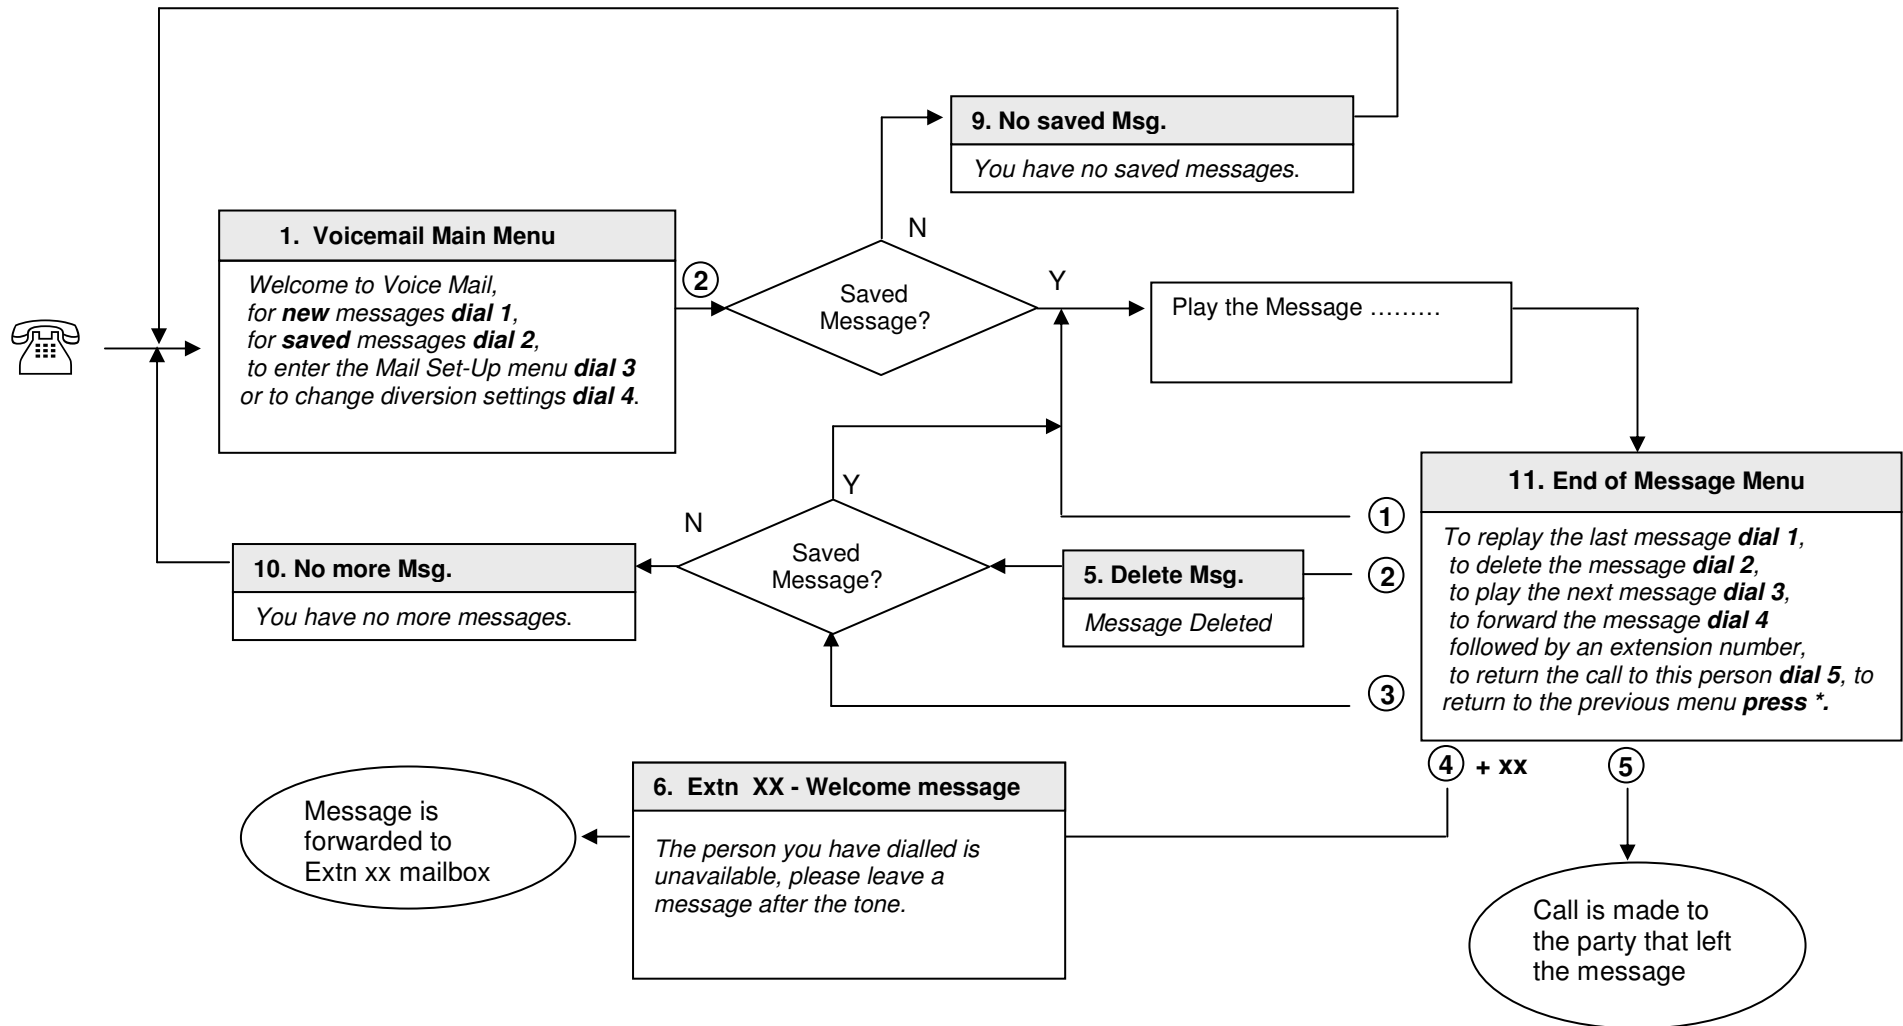 9. No saved Msg.
You have no saved messages.
1. Voicemail Main Menu
Welcome to Voice Mail,
for new messages dial 1,
for saved messages dial 2,
to enter the Mail Set-Up menu dial 3
or to change diversion settings dial 4.
2
N
Saved
Message?
Y
Play the Message ………
11. End of Message Menu
To replay the last message dial 1,
to delete the message dial 2,
to play the next message dial 3,
to forward the message dial 4
followed by an extension number,
to return the call to this person dial 5, to
return to the previous menu press *.
1
2
3
5. Delete Msg.
Message Deleted
Y
N
Saved
Message?
10. No more Msg.
You have no more messages.
4 + xx
5
6. Extn XX - Welcome message
The person you have dialled is
unavailable, please leave a
message after the tone.
Message is
forwarded to
Extn xx mailbox
Call is made to
the party that left
the message